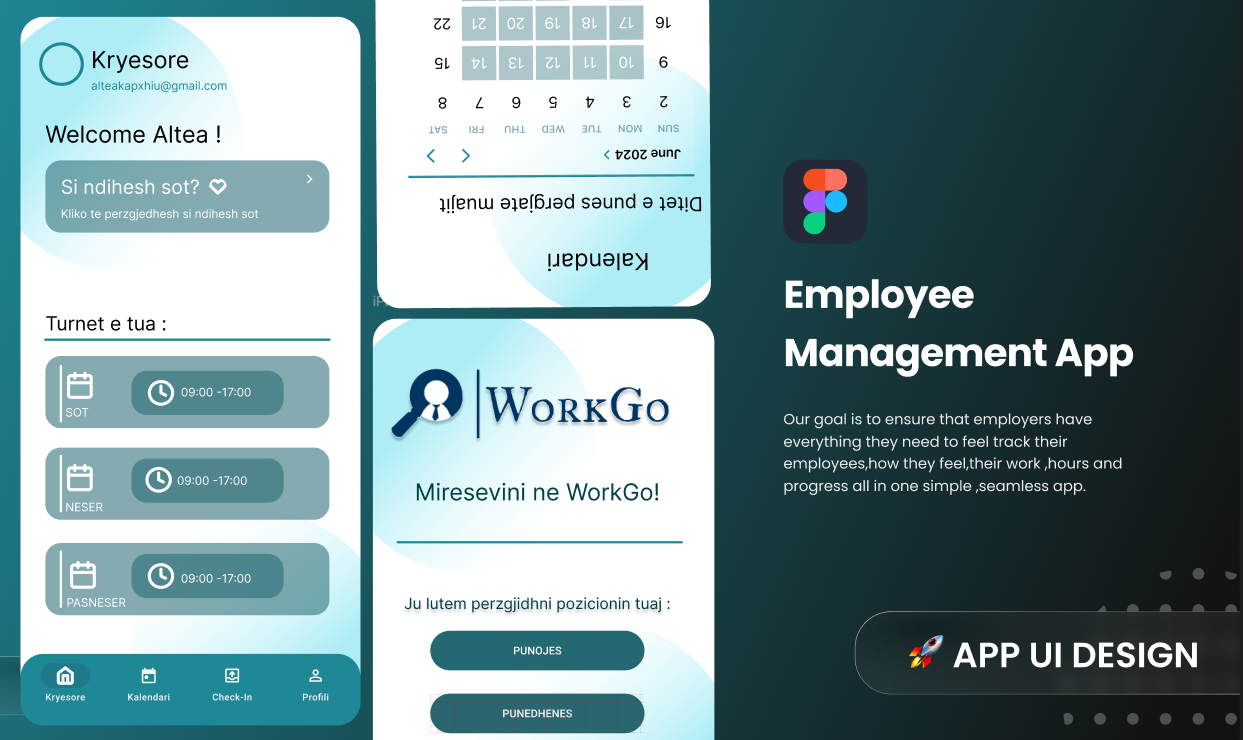 Kryesore
alteakapxhiu@gmail.com
Welcome Altea !
Si ndihesh sot?
Kliko te perzgjedhesh si ndihesh sot
Turnet e tua :
09:00 -17:00
SOT
09:00 -17:00
NESER
09:00 -17:00
PASNESER
Kryesore Kalendari Check-In Profili
Kalendari
Ditet e punes pergjate muajit
June 2024
SUN MON TUE WED THU FRI SAT
2 3 4 5 6 7 8
9 10 11 12 13 14 15
16 17 18 19 20 21 22
WORKGO
Miresevini ne WorkGo!
Ju lutem perzgjidhni pozicionin tuaj :
PUNOJES
PUNEDHENES
Employee
Management App
Our goal is to ensure that employers have
everything they need to feel track their
employees,how they feel,their work ,hours and
progress all in one simple ,seamless app.
🚀 APP UI DESIGN